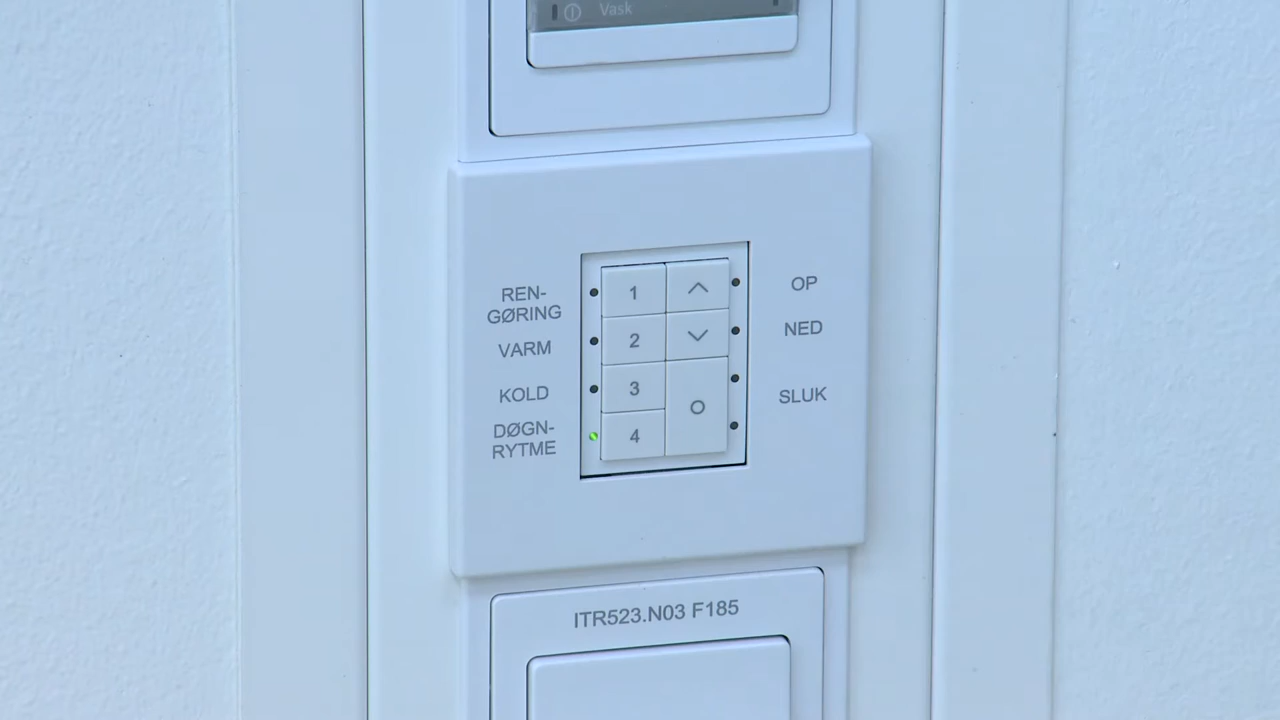 Vask
REN-
GØRING
1
OP
VARM
2
NED
KOLD
3
SLUK
DØGN-
RYTME
4
ITR523.N03 F185